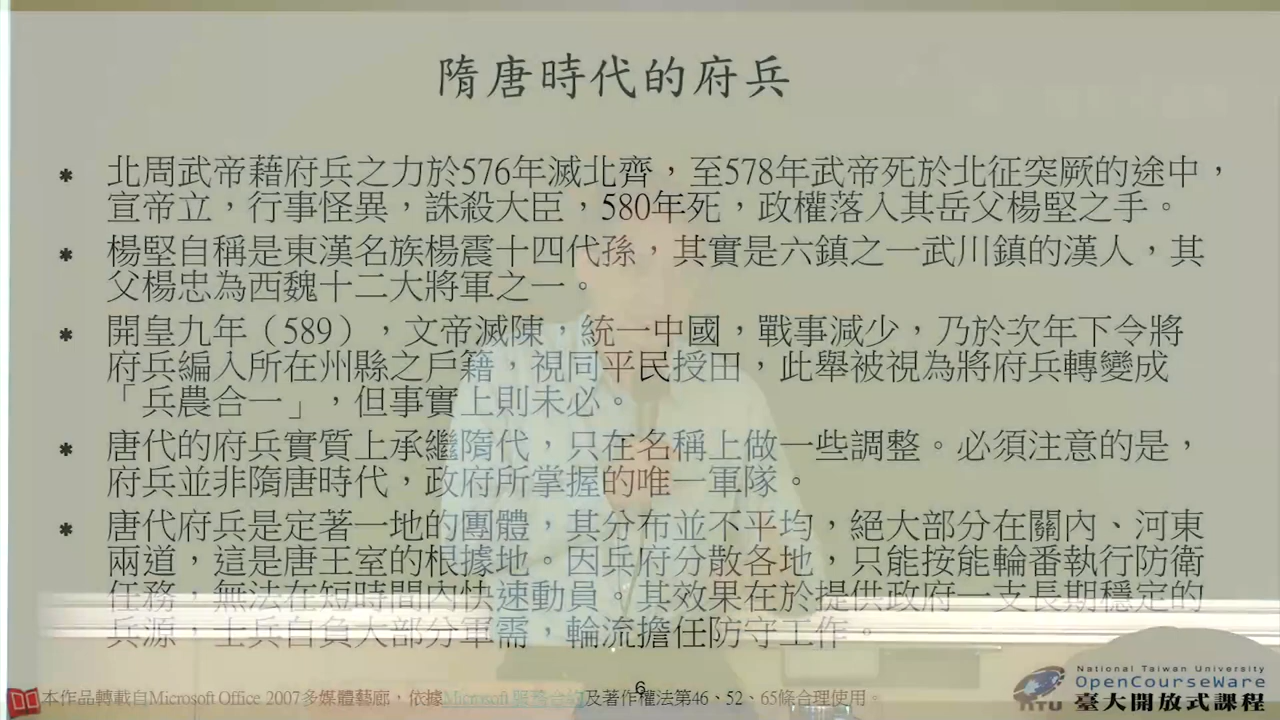 隋唐時代的府兵
* 北周武帝藉府兵之力於576年滅北齊，至578年武帝死於北征突厥的途中，
宣帝立，行事怪異，誅殺大臣，580年死，政權落入其岳父楊堅之手。
* 楊堅自稱是東漢名族楊震十四代孫，其實是六鎮之一武川鎮的漢人，其
父楊忠為西魏十二大將軍之一。
* 開皇九年（589），文帝滅陳，統一中國，戰事減少，乃於次年下令將
府兵編入所在州縣之戶籍，視同平民授田，此舉被視為將府兵轉變成
「兵農合一」，但事實上則未必。
* 唐代的府兵實質上承繼隋代，只在名稱上做一些調整。必須注意的是，
府兵並非隋唐時代，政府所掌握的唯一軍隊。
* 唐代府兵是定著一地的團體，其分布並不平均，絕大部分在關內、河東
兩道，這是唐王室的根據地。因兵府分散各地，只能按能輪番執行防衛
任務，無法在短時間內快速動員。其效果在於提供政府一支長期穩定的
兵源，士兵自負大部分軍需，輪流擔任防守工作。
6
本作品轉載自Microsoft Office 2007多媒體藝廊，依據Microsoft 服務合約及著作權法第46、52、65條合理使用。
NTU
National Taiwan University
OpenCourseWare
臺大開放式課程